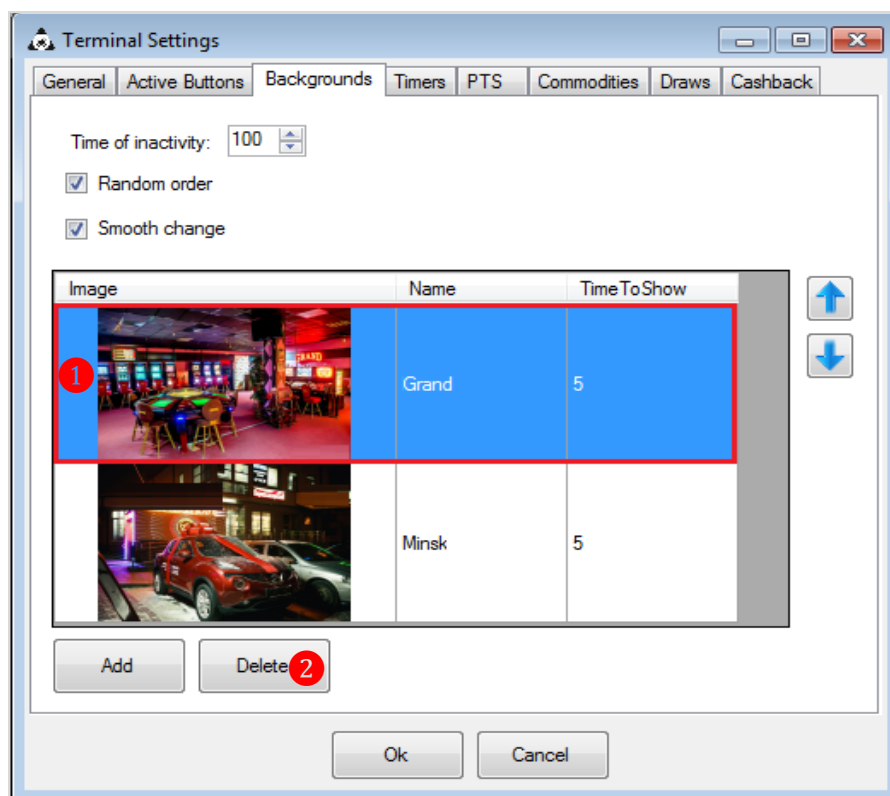 Terminal Settings
General Active Buttons Backgrounds Timers PTS Commodities Draws Cashback
Time of inactivity: 100
Random order
Smooth change
Image Name TimeToShow
1
GRAND
Grand 5
Minsk 5
Add Delete 2
Ok Cancel